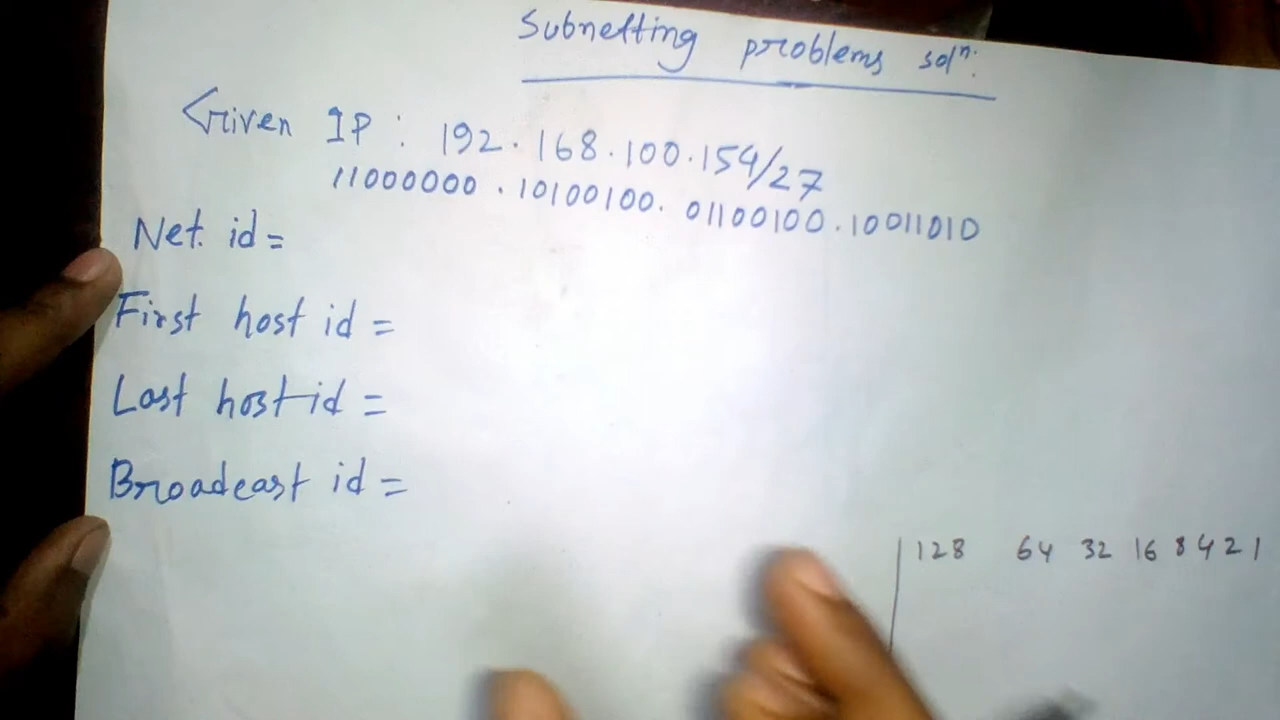 Subnetting problems solⁿ:
Given IP : 192.168.100.154/27
11000000.10100100.01100100.10011010
Net. id =
First host id =
Last host id =
Broadcast id =
128 64 32 16 8 4 2 1